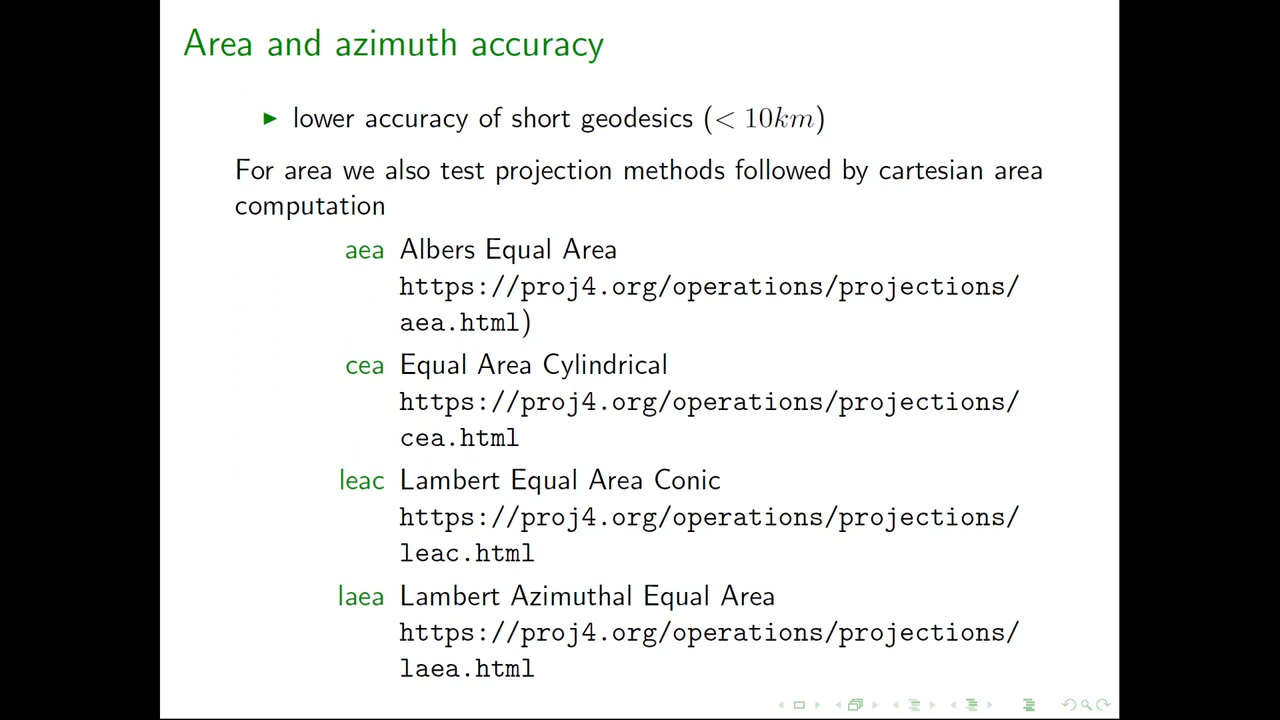 Area and azimuth accuracy
lower accuracy of short geodesics (< 10km)
For area we also test projection methods followed by cartesian area
computation
aea Albers Equal Area
https://proj4.org/operations/projections/
aea.html)
cea Equal Area Cylindrical
https://proj4.org/operations/projections/
cea.html
leac Lambert Equal Area Conic
https://proj4.org/operations/projections/
leac.html
laea Lambert Azimuthal Equal Area
https://proj4.org/operations/projections/
laea.html